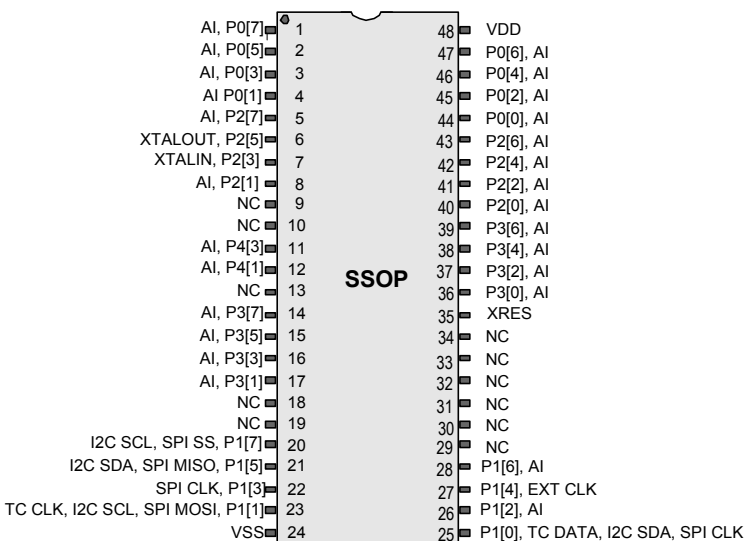 AI, P0[7] 1 48 VDD
AI, P0[5] 2 47 P0[6], AI
AI, P0[3] 3 46 P0[4], AI
AI P0[1] 4 45 P0[2], AI
AI, P2[7] 5 44 P0[0], AI
XTALOUT, P2[5] 6 43 P2[6], AI
XTALIN, P2[3] 7 42 P2[4], AI
AI, P2[1] 8 41 P2[2], AI
NC 9 40 P2[0], AI
NC 10 39 P3[6], AI
AI, P4[3] 11 38 P3[4], AI
AI, P4[1] 12 37 P3[2], AI
SSOP
NC 13 36 P3[0], AI
AI, P3[7] 14 35 XRES
AI, P3[5] 15 34 NC
AI, P3[3] 16 33 NC
AI, P3[1] 17 32 NC
NC 18 31 NC
NC 19 30 NC
I2C SCL, SPI SS, P1[7] 20 29 NC
I2C SDA, SPI MISO, P1[5] 21 28 P1[6], AI
SPI CLK, P1[3] 22 27 P1[4], EXT CLK
TC CLK, I2C SCL, SPI MOSI, P1[1] 23 26 P1[2], AI
VSS 24 25 P1[0], TC DATA, I2C SDA, SPI CLK